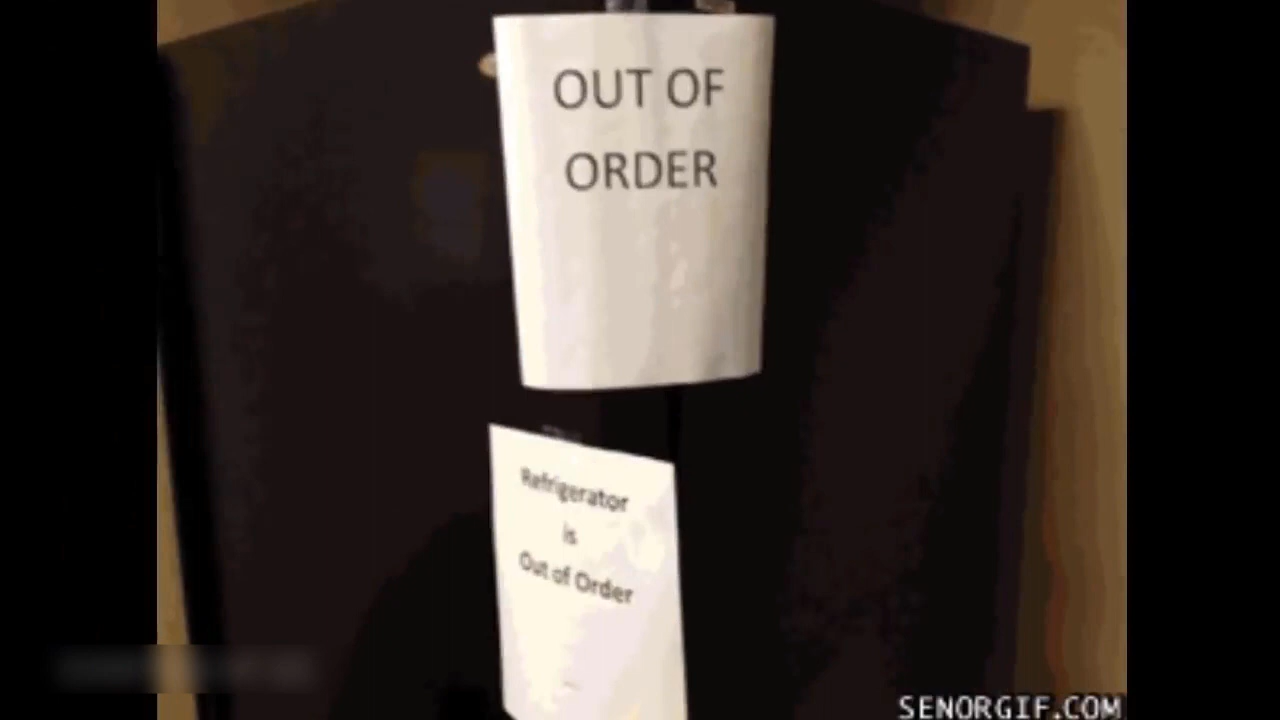 OUT OF
ORDER
Refrigerator
is
Out of Order
SENORGIF.COM